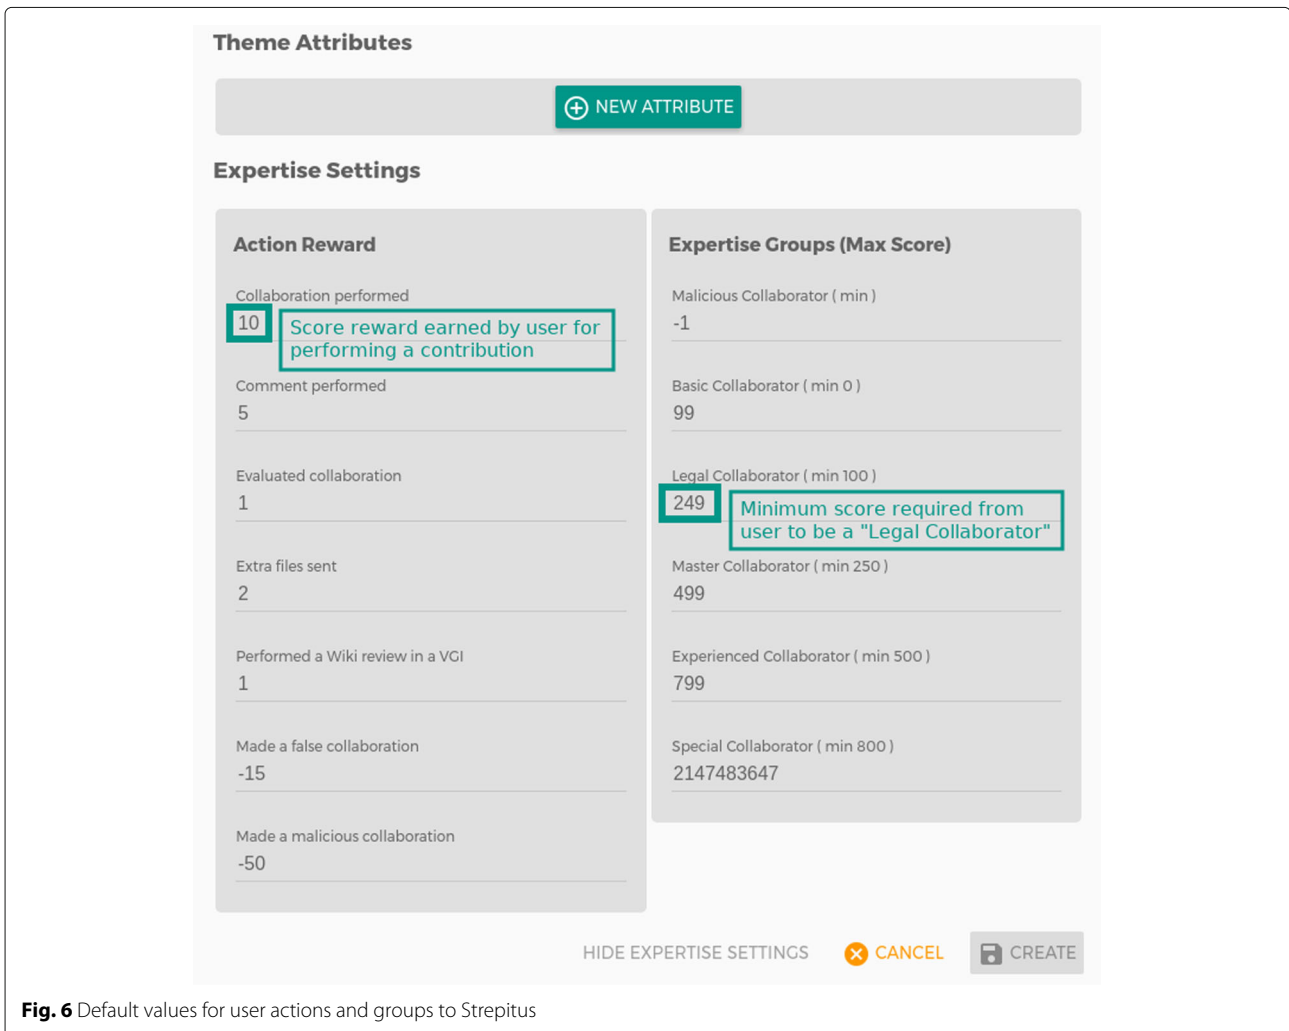 Theme Attributes
NEW ATTRIBUTE
Expertise Settings
Action Reward
Collaboration performed
10
Score reward earned by user for
performing a contribution
Comment performed
5
Evaluated collaboration
1
Extra files sent
2
Performed a Wiki review in a VGI
1
Made a false collaboration
-15
Made a malicious collaboration
-50
Expertise Groups (Max Score)
Malicious Collaborator ( min )
-1
Basic Collaborator ( min 0 )
99
Legal Collaborator ( min 100 )
249
Minimum score required from
user to be a "Legal Collaborator"
Master Collaborator ( min 250 )
499
Experienced Collaborator ( min 500 )
799
Special Collaborator ( min 800 )
2147483647
HIDE EXPERTISE SETTINGS
CANCEL
CREATE
Fig. 6 Default values for user actions and groups to Strepitus